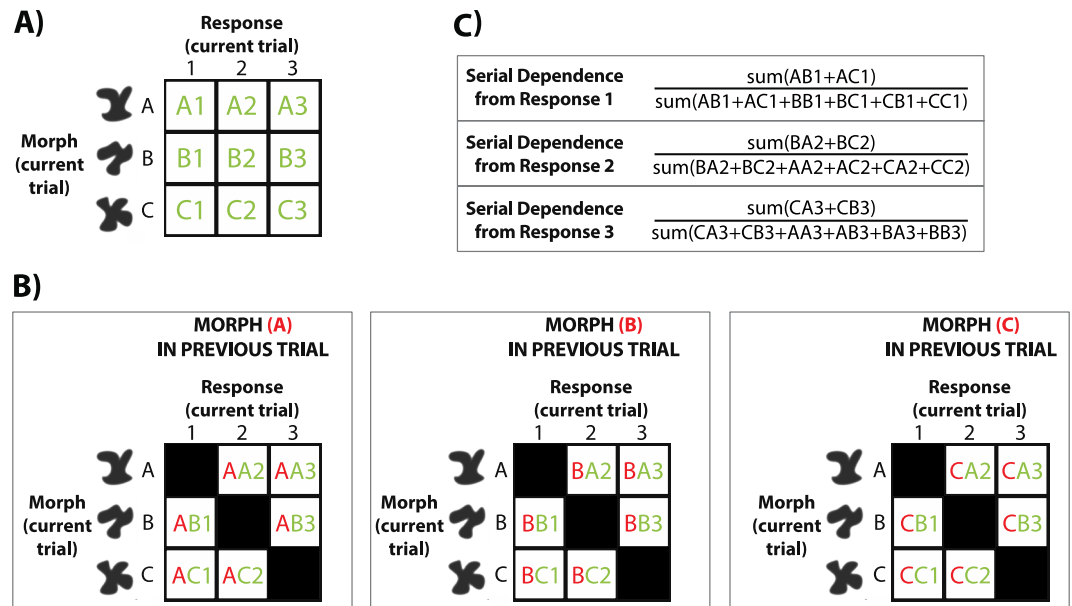 A)
Response
(current trial)
1 2 3
A A1 A2 A3
Morph
(current
trial)
B B1 B2 B3
C C1 C2 C3
C)
Serial Dependence
from Response 1
sum(AB1+AC1)
sum(AB1+AC1+BB1+BC1+CB1+CC1)
Serial Dependence
from Response 2
sum(BA2+BC2)
sum(BA2+BC2+AA2+AC2+CA2+CC2)
Serial Dependence
from Response 3
sum(CA3+CB3)
sum(CA3+CB3+AA3+AB3+BA3+BB3)
B)
MORPH (A)
IN PREVIOUS TRIAL
Response
(current trial)
1 2 3
A AA2 AA3
Morph
(current
trial)
B AB1 AB3
C AC1 AC2
MORPH (B)
IN PREVIOUS TRIAL
Response
(current trial)
1 2 3
A BA2 BA3
Morph
(current
trial)
B BB1 BB3
C BC1 BC2
MORPH (C)
IN PREVIOUS TRIAL
Response
(current trial)
1 2 3
A CA2 CA3
Morph
(current
trial)
B CB1 CB3
C CC1 CC2